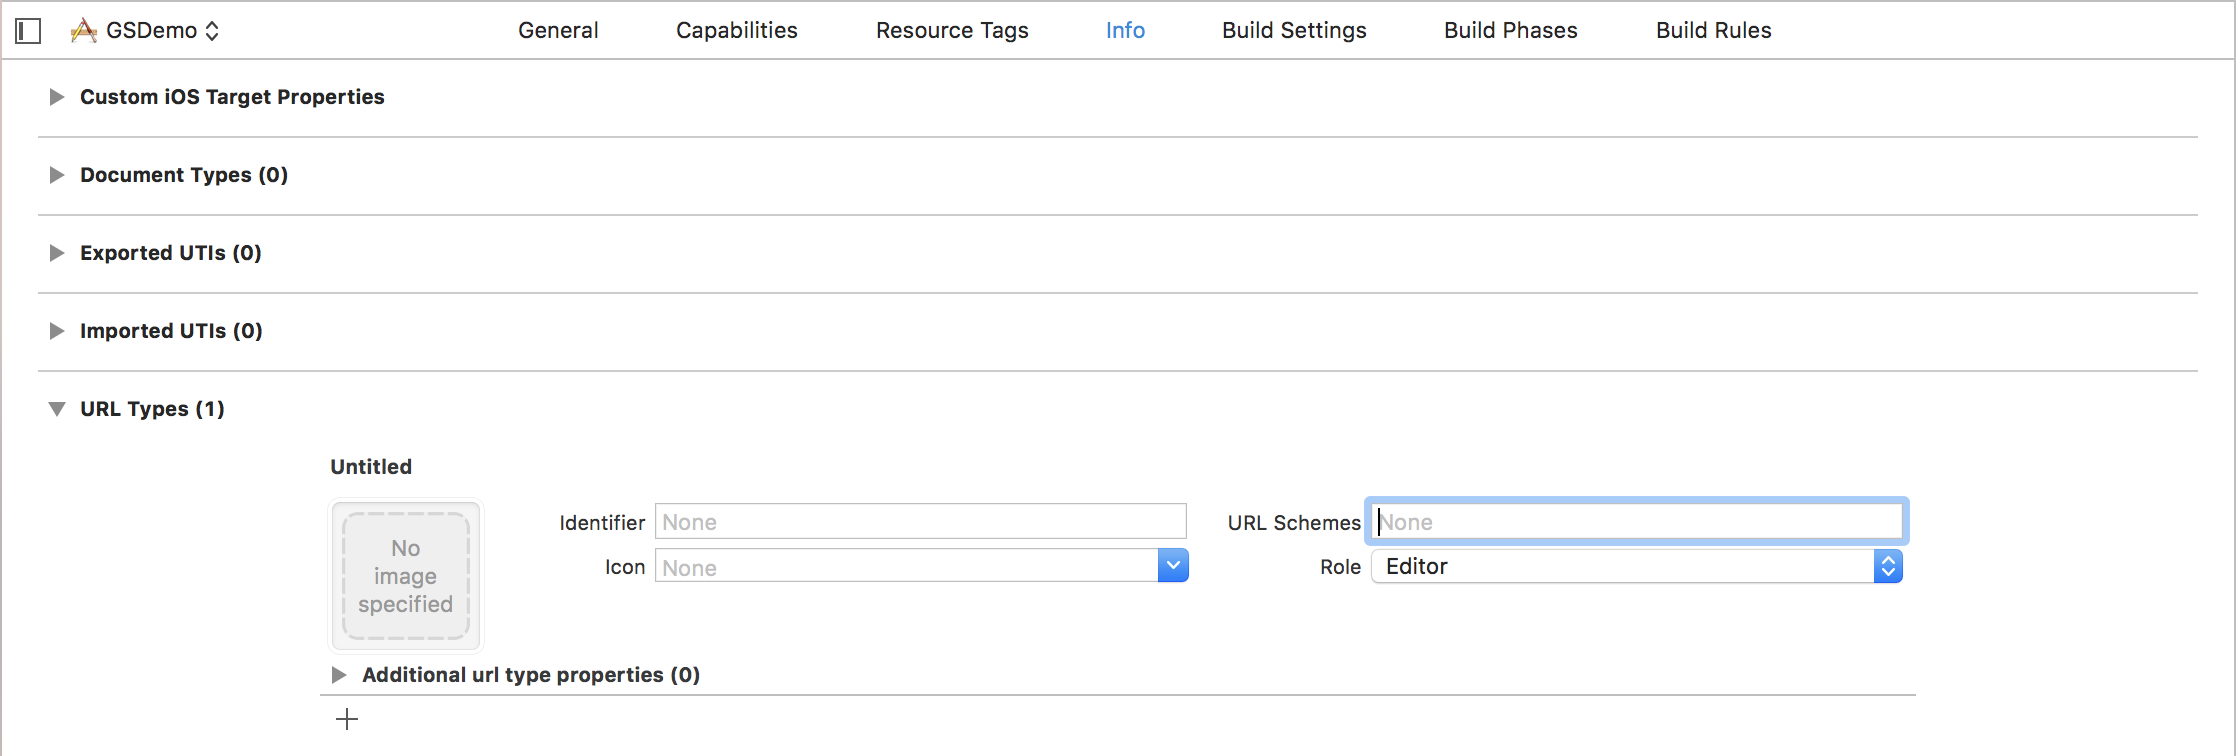 GSDemo General Capabilities Resource Tags Info Build Settings Build Phases Build Rules
Custom iOS Target Properties
Document Types (0)
Exported UTIs (0)
Imported UTIs (0)
URL Types (1)
Untitled
No
image
specified
Identifier None URL Schemes None
Icon None Role Editor
Additional url type properties (0)